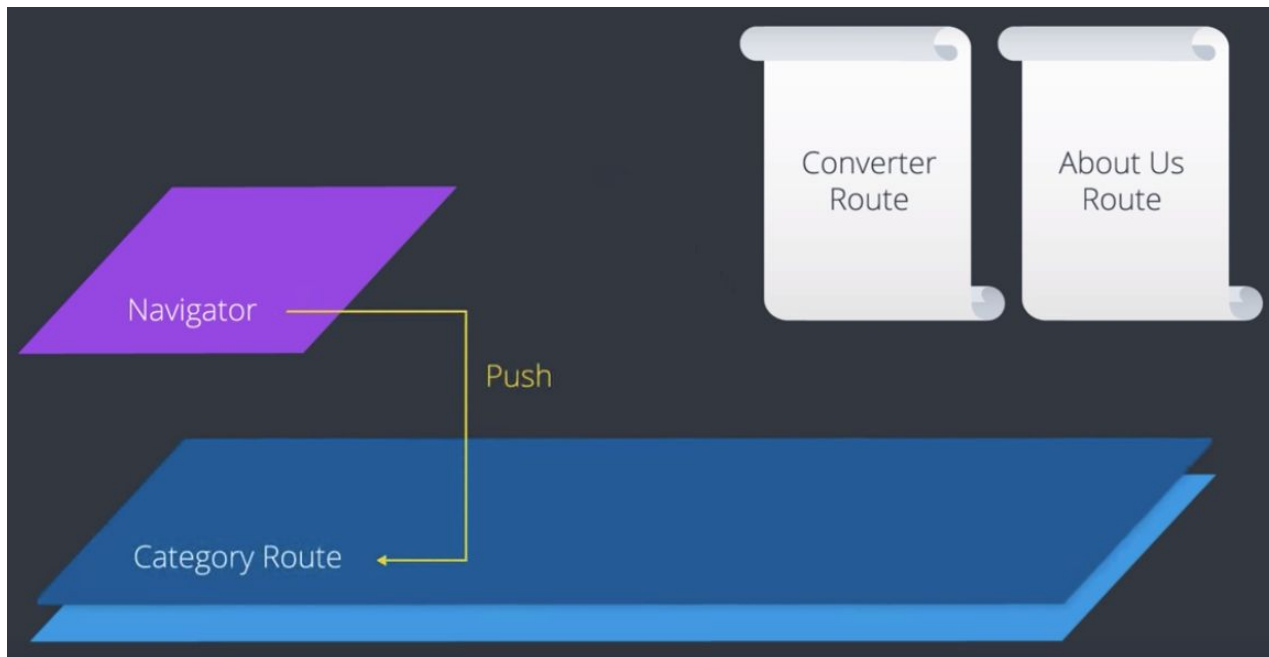 Converter
Route
About Us
Route
Navigator
Push
Category Route